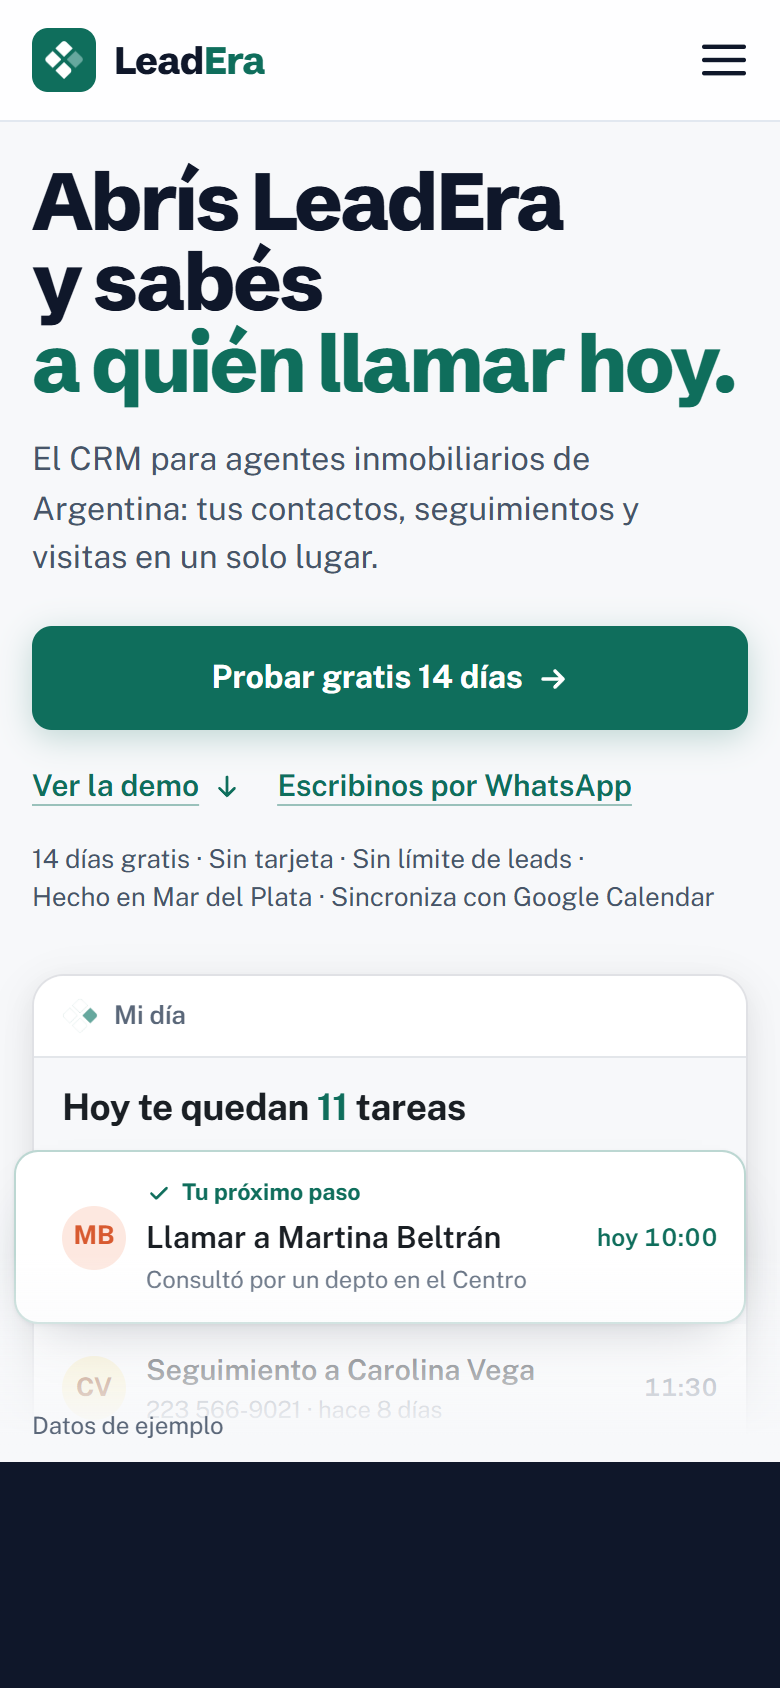 LeadEra
Abrís LeadEra
y sabés
a quién llamar hoy.
El CRM para agentes inmobiliarios de
Argentina: tus contactos, seguimientos y
visitas en un solo lugar.
Probar gratis 14 días →
Ver la demo ↓ Escribinos por WhatsApp
14 días gratis · Sin tarjeta · Sin límite de leads ·
Hecho en Mar del Plata · Sincroniza con Google Calendar
Mi día
Hoy te quedan 11 tareas
Tu próximo paso
MB Llamar a Martina Beltrán hoy 10:00
Consultó por un depto en el Centro
CV Seguimiento a Carolina Vega 11:30
223 566-9021 · hace 8 días
Datos de ejemplo